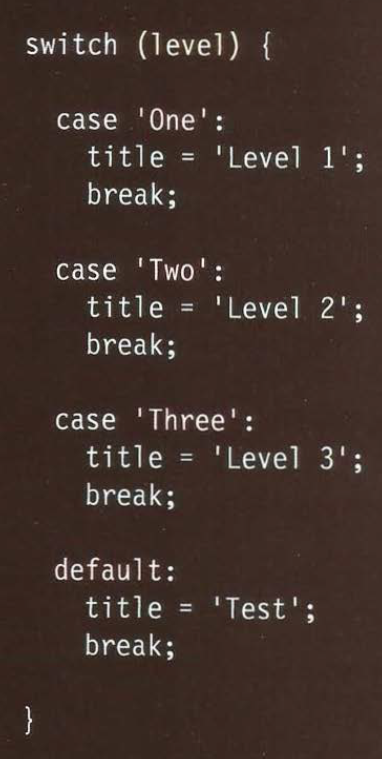 switch (level) {
case 'One':
title = 'Level 1';
break;
case 'Two':
title = 'Level 2';
break;
case 'Three':
title = 'Level 3';
break;
default:
title = 'Test';
break;
}